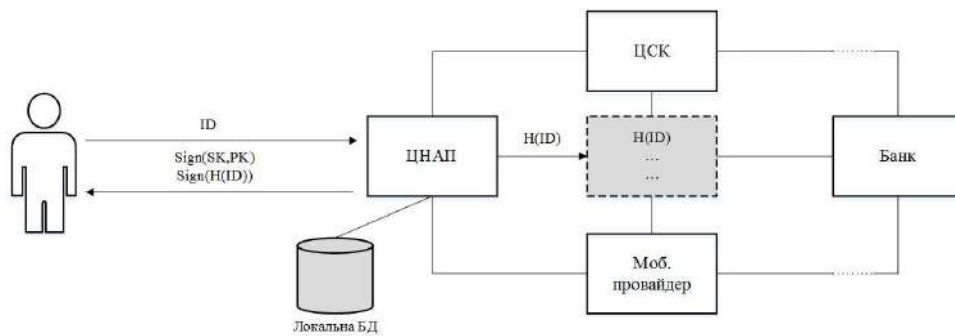 ЦСК
ID
Sign(SK,PK)
Sign(H(ID))
ЦНАП
H(ID)
H(ID)
...
...
Банк
Моб.
провайдер
Локальна БД